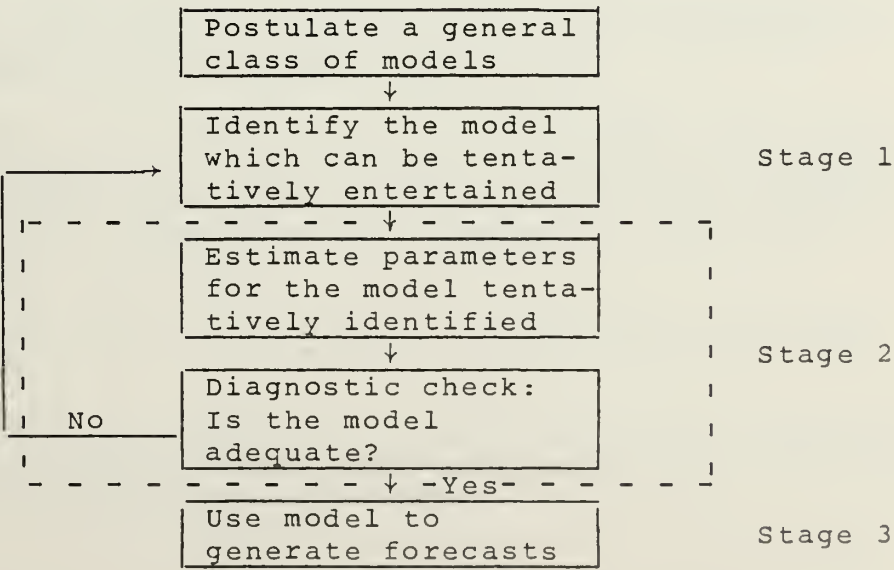 Postulate a general
class of models
Identify the model
which can be tenta-
tively entertained
Stage 1
Estimate parameters
for the model tenta-
tively identified
Stage 2
Diagnostic check:
Is the model
adequate?
No
Yes
Use model to
generate forecasts
Stage 3